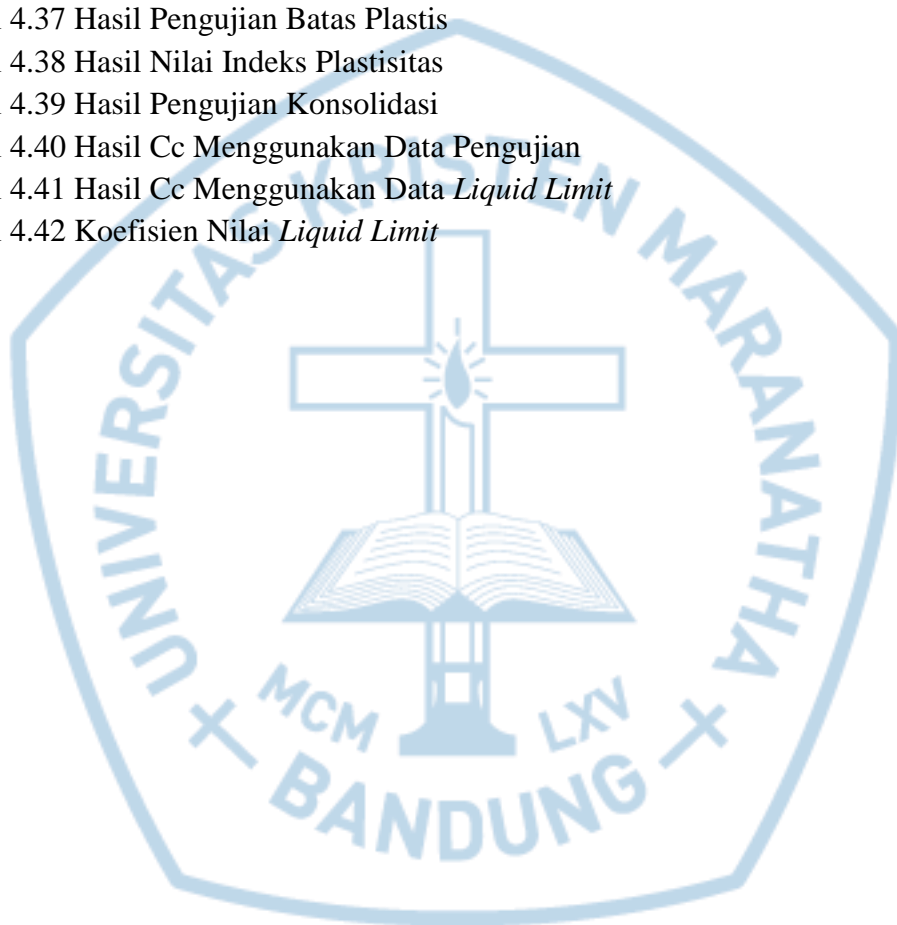 4.37 Hasil Pengujian Batas Plastis
4.38 Hasil Nilai Indeks Plastisitas
4.39 Hasil Pengujian Konsolidasi
4.40 Hasil Cc Menggunakan Data Pengujian
4.41 Hasil Cc Menggunakan Data Liquid Limit
4.42 Koefisien Nilai Liquid Limit
UNIVERSITAS KRISTEN MARANATHA
MCM LXV
+ BANDUNG +